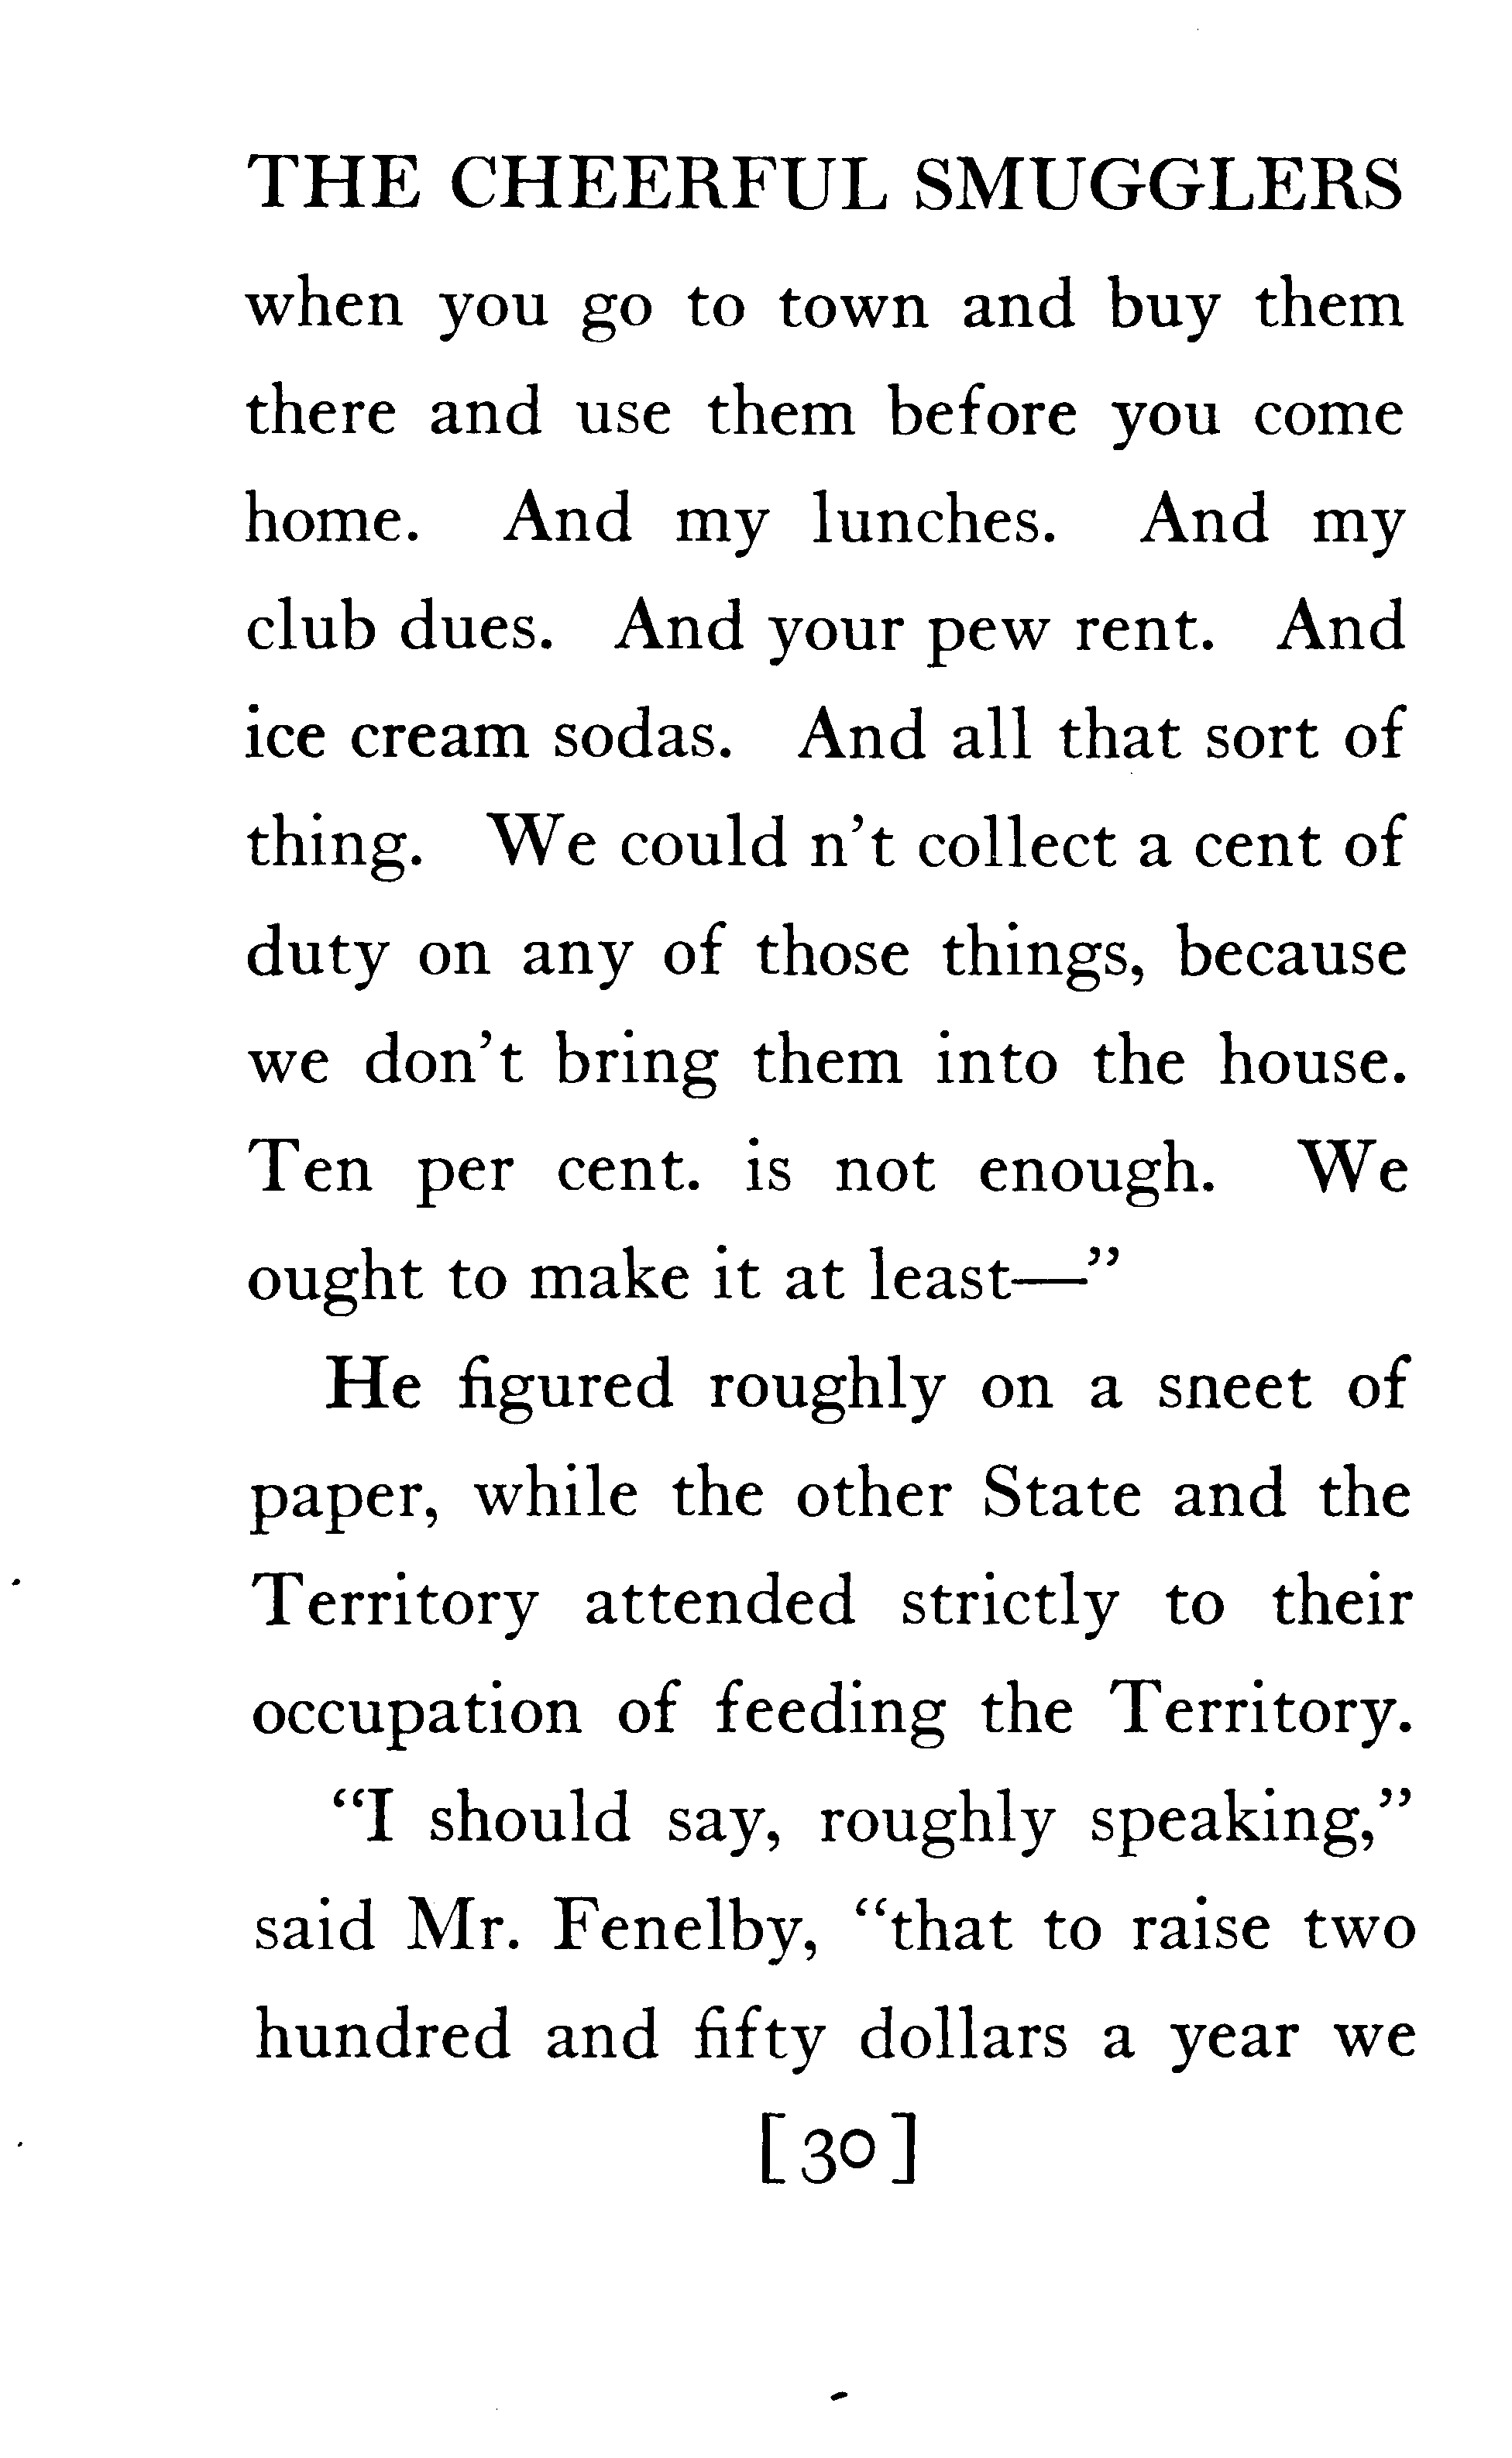 THE CHEERFUL SMUGGLERS
when you go to town and buy them
there and use them before you come
home. And my lunches. And my
club dues. And your pew rent. And
ice cream sodas. And all that sort of
thing. We could n't collect a cent of
duty on any of those things, because
we don't bring them into the house.
Ten per cent. is not enough. We
ought to make it at least—"
He figured roughly on a sneet of
paper, while the other State and the
Territory attended strictly to their
occupation of feeding the Territory.
"I should say, roughly speaking,"
said Mr. Fenelby, "that to raise two
hundred and fifty dollars a year we
[30]